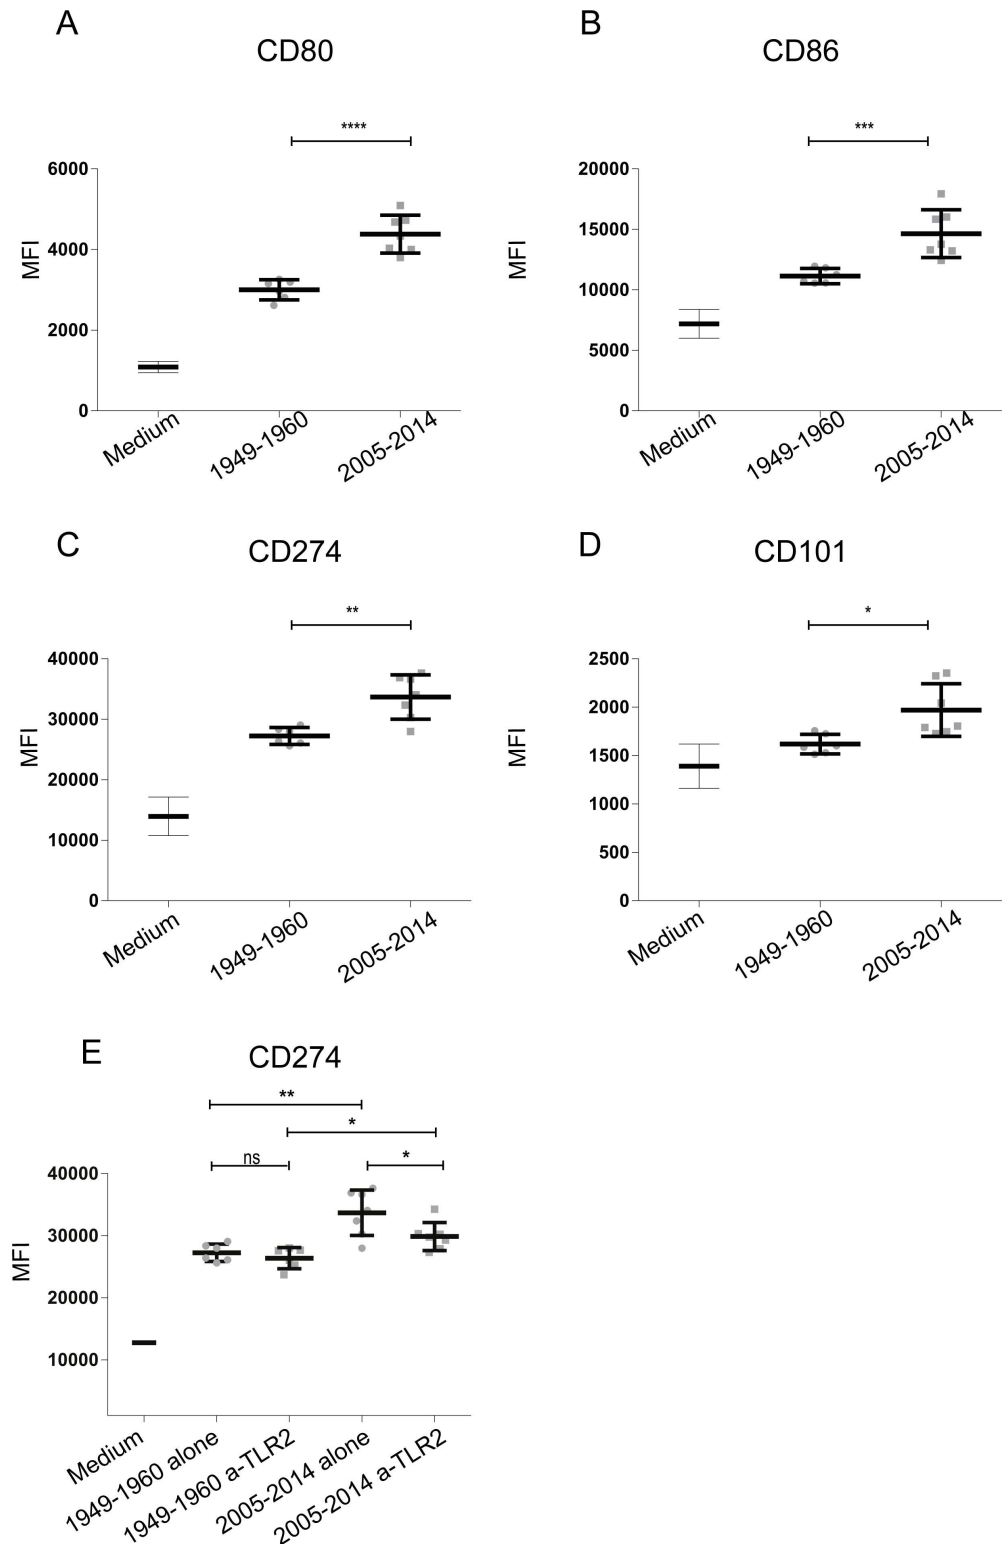 A
CD80
****
6000
4000
2000
0
MFI
Medium
1949-1960
2005-2014
B
CD86
***
20000
15000
10000
5000
0
MFI
Medium
1949-1960
2005-2014
C
CD274
**
40000
30000
20000
10000
0
MFI
Medium
1949-1960
2005-2014
D
CD101
*
2500
2000
1500
1000
500
0
MFI
Medium
1949-1960
2005-2014
E
CD274
**
*
ns
*
40000
30000
20000
10000
MFI
Medium
1949-1960 alone
1949-1960 a-TLR2
2005-2014 alone
2005-2014 a-TLR2